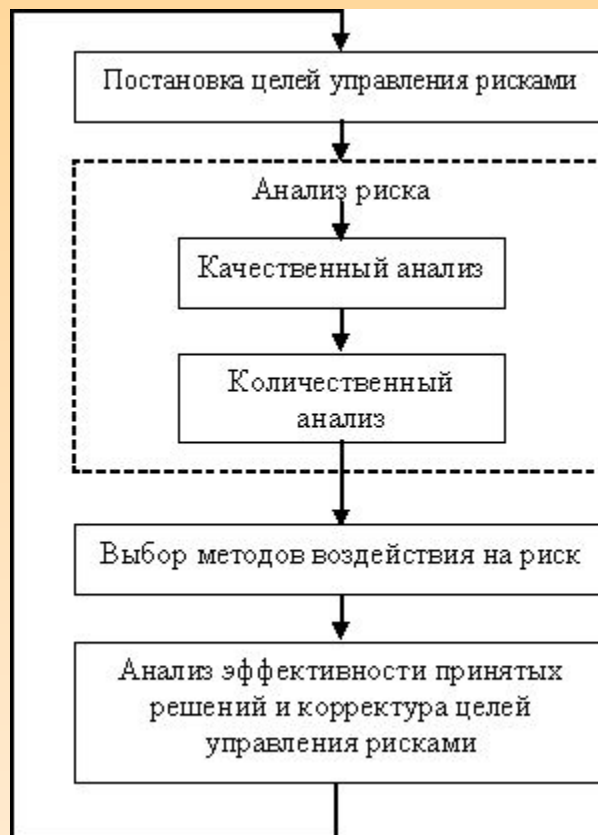 Постановка целей управления рисками
Анализ риска
Качественный анализ
Количественный
анализ
Выбор методов воздействия на риск
Анализ эффективности принятых
решений и корректура целей
управления рисками